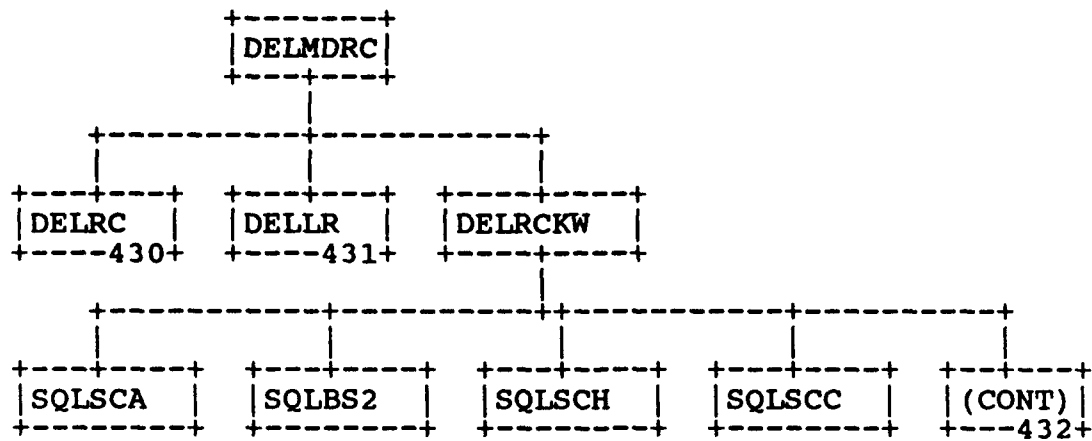 DELMDRC
DELRC DELLR DELRCKW
430 431
SQLSCA SQLBS2 SQLSCH SQLSCC (CONT)
432